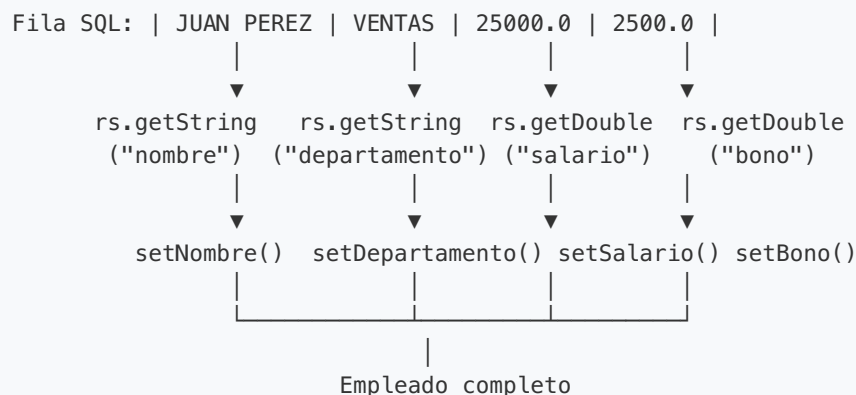 Fila SQL: | JUAN PEREZ | VENTAS | 25000.0 | 2500.0 |
rs.getString rs.getString rs.getDouble rs.getDouble
("nombre") ("departamento") ("salario") ("bono")
setNombre() setDepartamento() setSalario() setBono()
Empleado completo